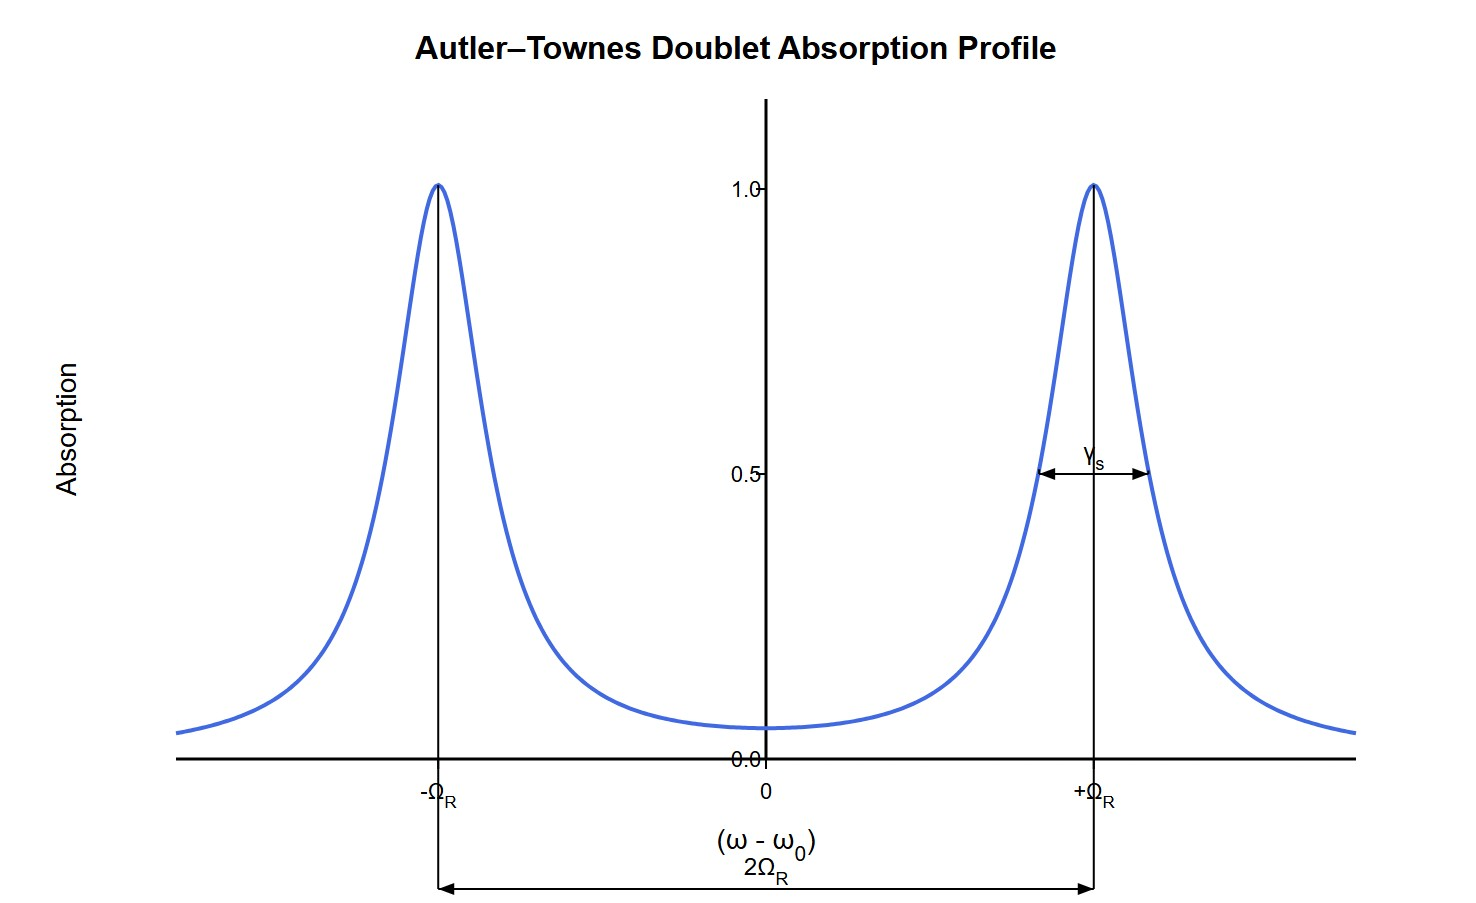 Autler–Townes Doublet Absorption Profile
Absorption
1.0
0.5
γs
0.0
-ΩR
0
+ΩR
(ω - ω0)
2ΩR